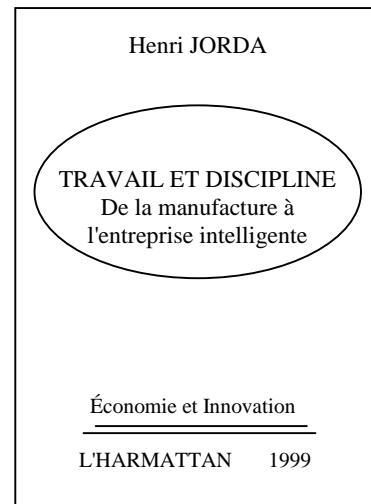 Henri JORDA
TRAVAIL ET DISCIPLINE
De la manufacture à
l'entreprise intelligente
Économie et Innovation
L'HARMATTAN 1999